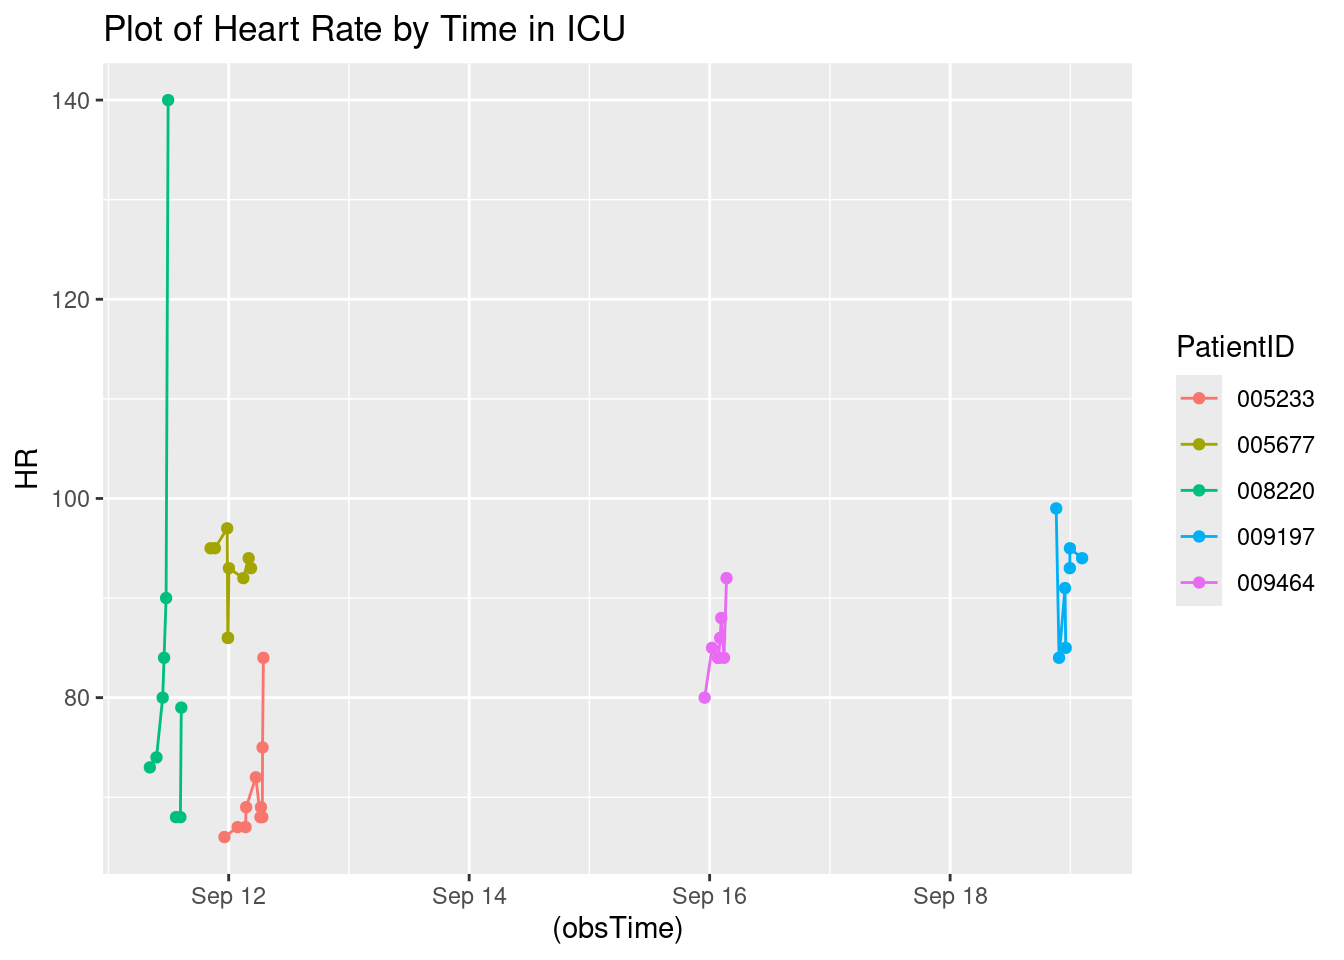 Plot of Heart Rate by Time in ICU
140
120
100
80
HR
Sep 12
Sep 14
Sep 16
Sep 18
(obsTime)
PatientID
005233
005677
008220
009197
009464